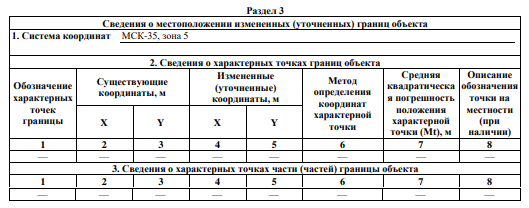 Раздел 3
Сведения о местоположении измененных (уточненных) границ объекта
1. Система координат МСК-35, зона 5
2. Сведения о характерных точках границ объекта
Обозначение характерных точек границы
Существующие координаты, м
Измененные (уточненные) координаты, м
Метод определения координат характерной точки
Средняя квадратическая погрешность положения характерной точки (Mt), м
Описание обозначения точки на местности (при наличии)
X Y X Y
1 2 3 4 5 6 7 8
— — — — — — — —
3. Сведения о характерных точках части (частей) границы объекта
1 2 3 4 5 6 7 8
— — — — — — — —